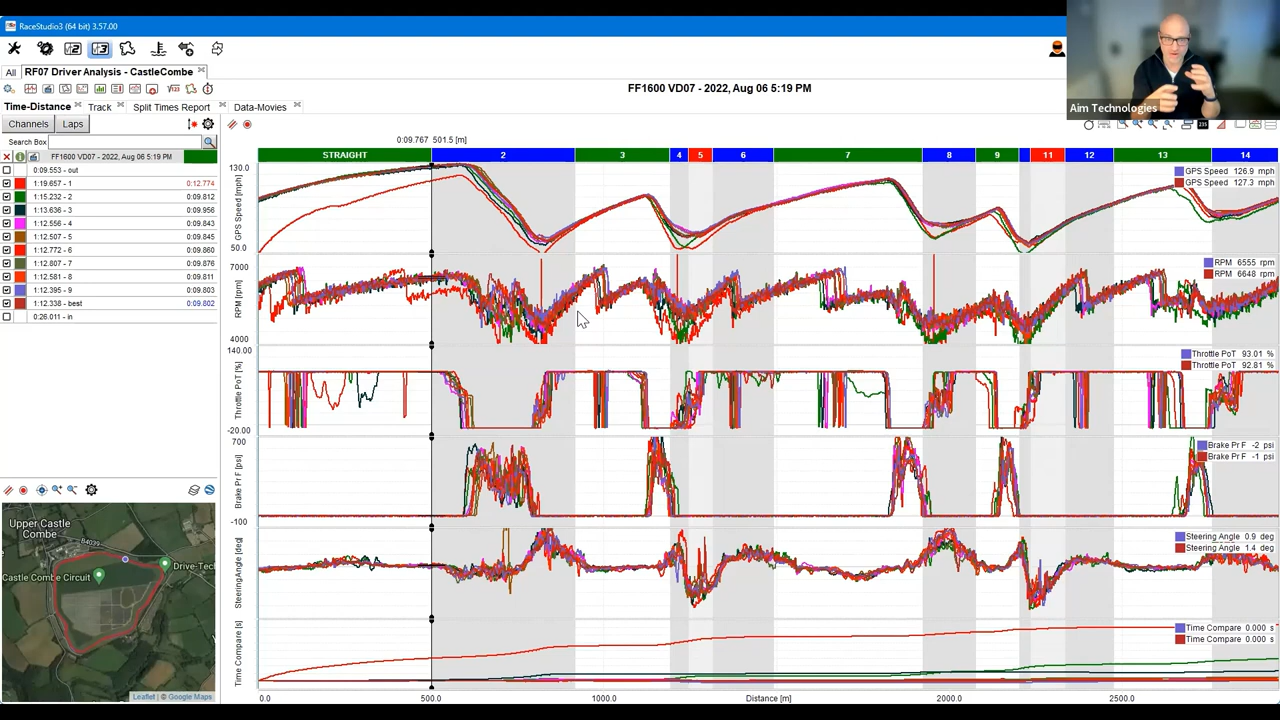 RaceStudio3 (64 bit) 3.57.00
All
RF07 Driver Analysis - CastleCombe
FF1600 VD07 - 2022, Aug 06 5:19 PM
Aim Technologies
Time-Distance
Track
Split Times Report
Data-Movies
Channels
Laps
Search Box
FF1600 VD07 - 2022, Aug 06 5:19 PM
0:09.553 - out
1:19.657 - 1 0:12.774
1:15.232 - 2 0:09.812
1:13.636 - 3 0:09.956
1:12.556 - 4 0:09.843
1:12.507 - 5 0:09.845
1:12.772 - 6 0:09.860
1:12.807 - 7 0:09.876
1:12.581 - 8 0:09.811
1:12.395 - 9 0:09.803
1:12.338 - best 0:09.802
0:26.011 - in
0:09.767 501.5 [m]
STRAIGHT 2 3 4 5 6 7 8 9 11 12 13 14
130.0
GPS Speed [mph]
50.0
GPS Speed 126.9 mph
GPS Speed 127.3 mph
7000
RPM [rpm]
4000
RPM 6555 rpm
RPM 6648 rpm
140.00
Throttle PoT [%]
-20.00
Throttle PoT 93.01 %
Throttle PoT 92.81 %
700
Brake Pr F [psi]
-100
Brake Pr F -2 psi
Brake Pr F -1 psi
Steering Angle [deg]
Steering Angle 0.9 deg
Steering Angle 1.4 deg
Time Compare [s]
Time Compare 0.000 s
Time Compare 0.000 s
0.0 500.0 1000.0 Distance [m] 2000.0 2500.0
Upper Castle
Combe
B4039
Castle Combe Circuit
Drive-Tech
Leaflet | © Google Maps